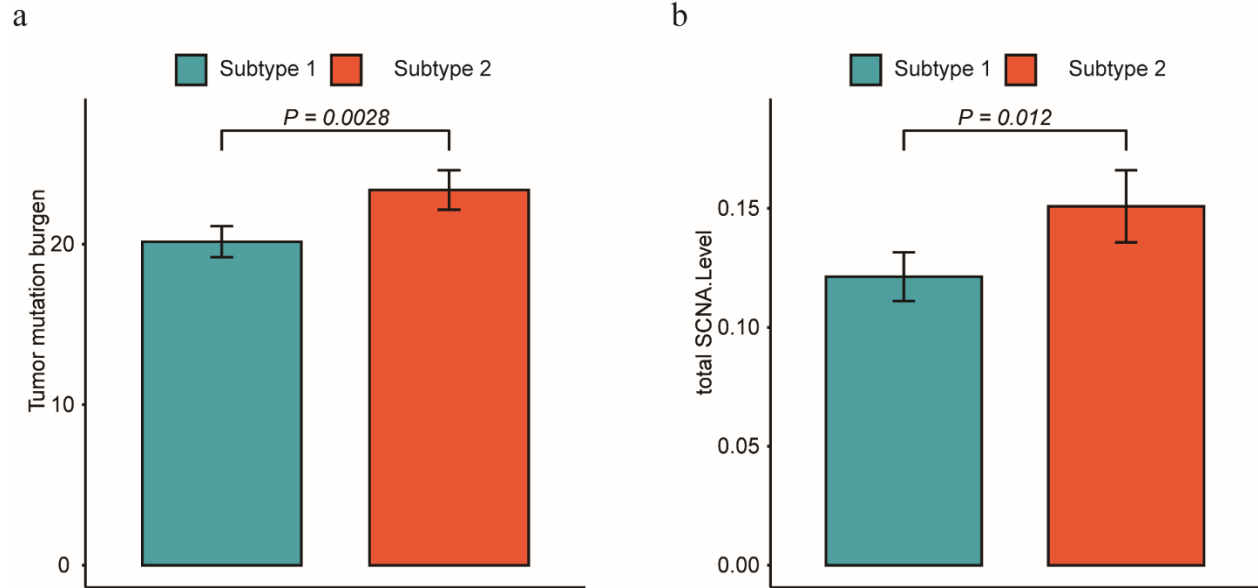 a
Subtype 1 Subtype 2
P = 0.0028
Tumor mutation burgen
20
10
0
b
Subtype 1 Subtype 2
P = 0.012
total SCNA.Level
0.15
0.10
0.05
0.00